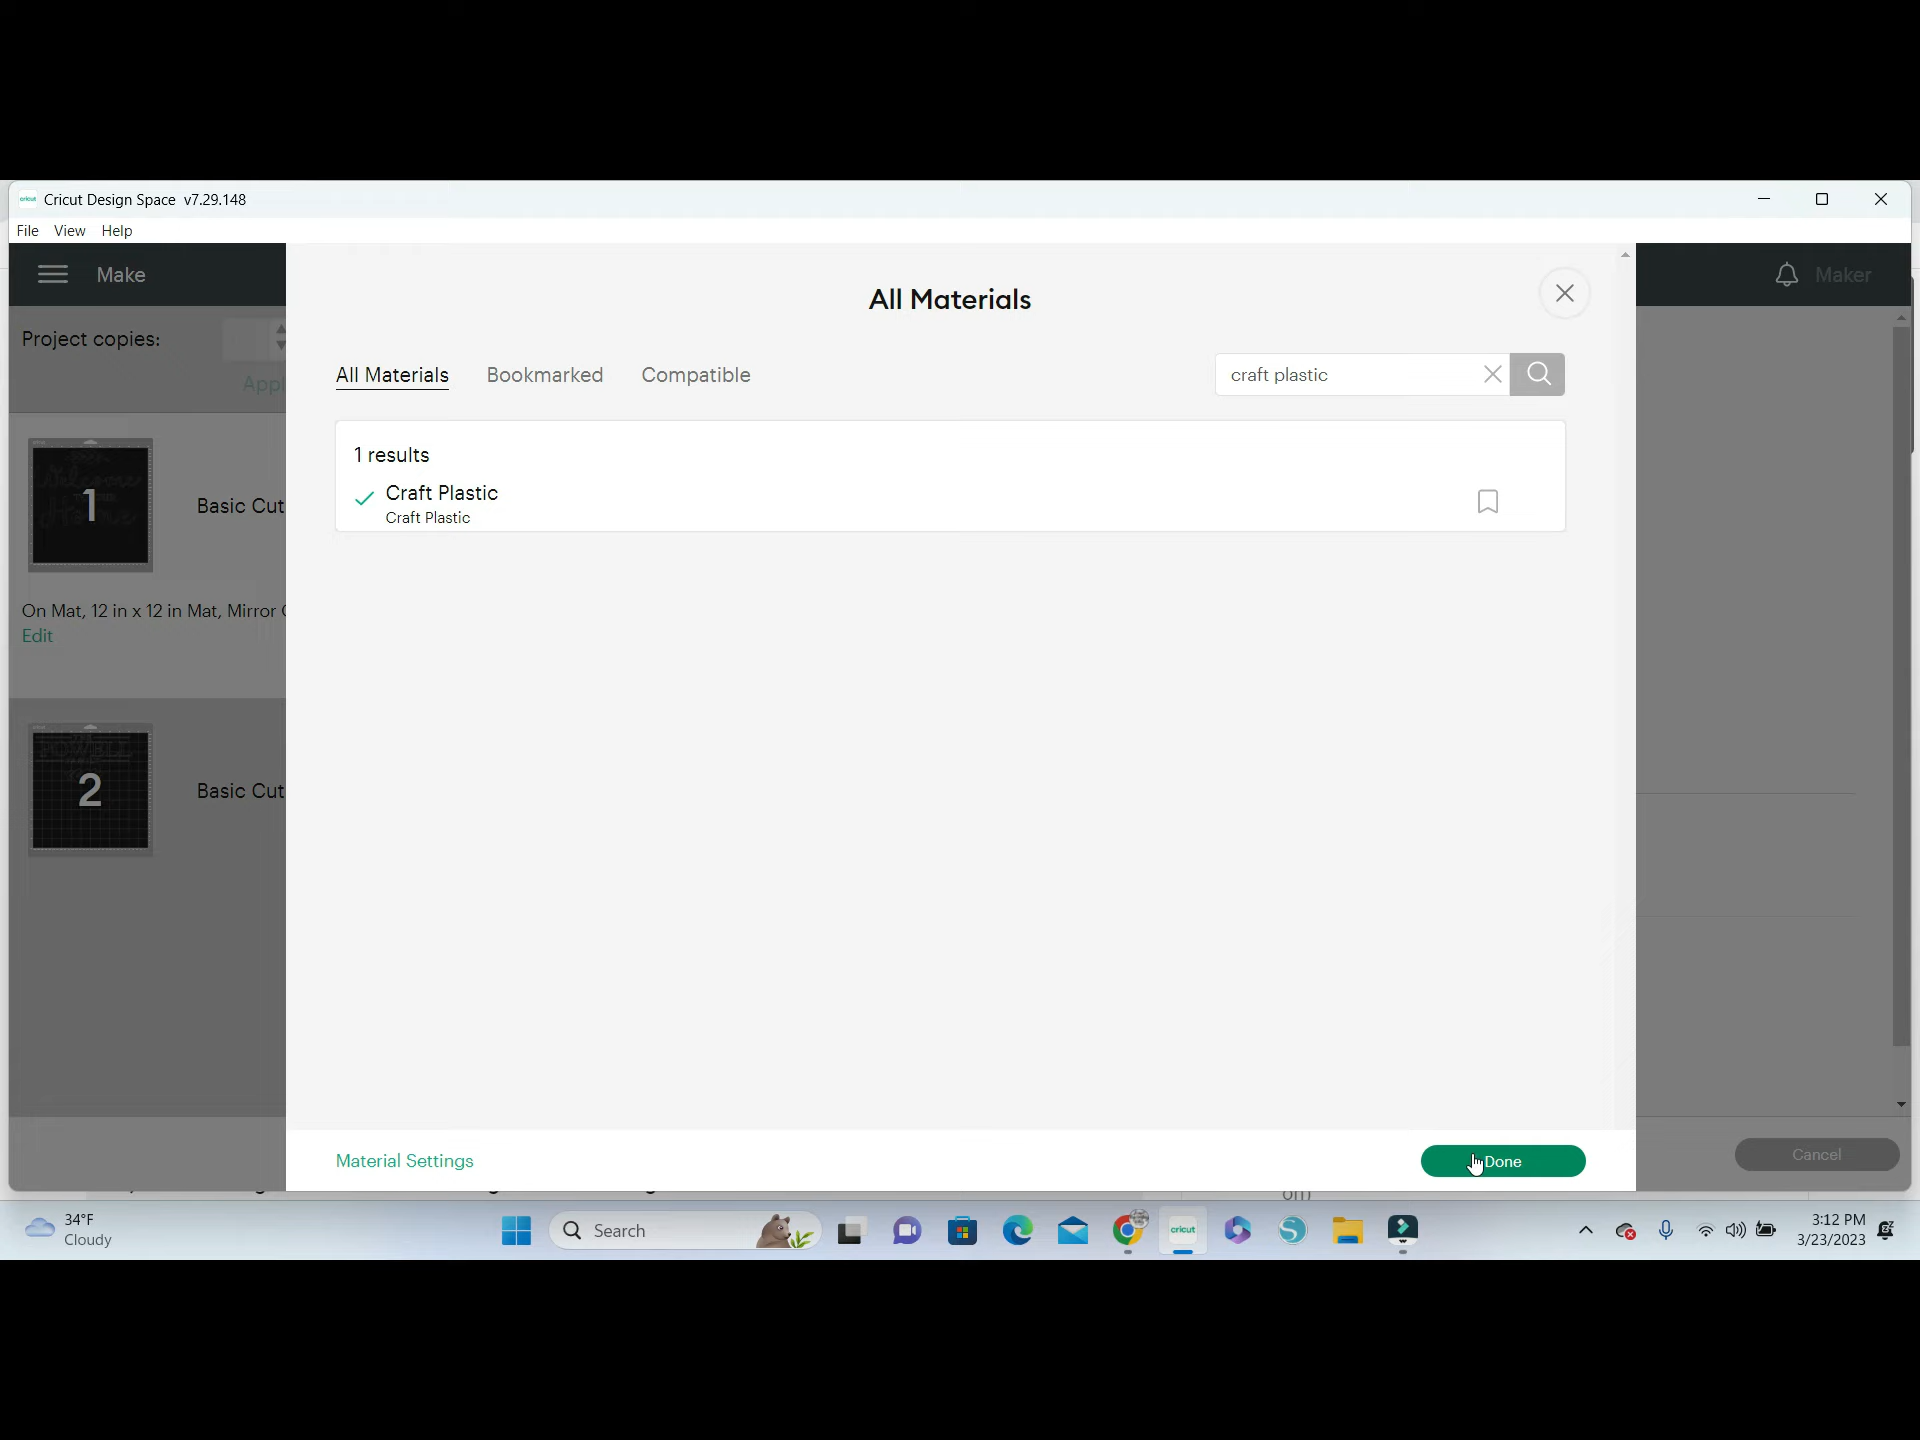 cricut Cricut Design Space v7.29.148
File View Help
Make
Maker
All Materials
Project copies:
All Materials Bookmarked Compatible
craft plastic
1 results
Craft Plastic
Craft Plastic
1
Basic Cut
On Mat, 12 in x 12 in Mat, Mirror
Edit
2
Basic Cut
Material Settings
Done
Cancel
34°F
Cloudy
Search
cricut
3:12 PM
3/23/2023